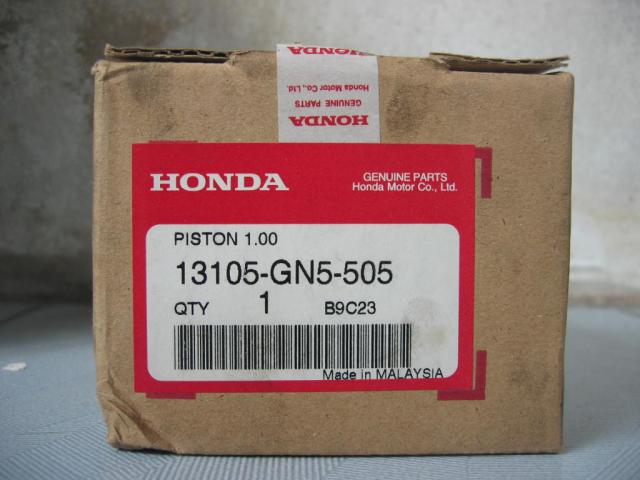 HONDA
Honda Motor Co., Ltd.
GENUINE PARTS
HONDA
HONDA
GENUINE PARTS
Honda Motor Co., Ltd.
PISTON 1.00
13105-GN5-505
QTY 1 B9C23
Made in MALAYSIA